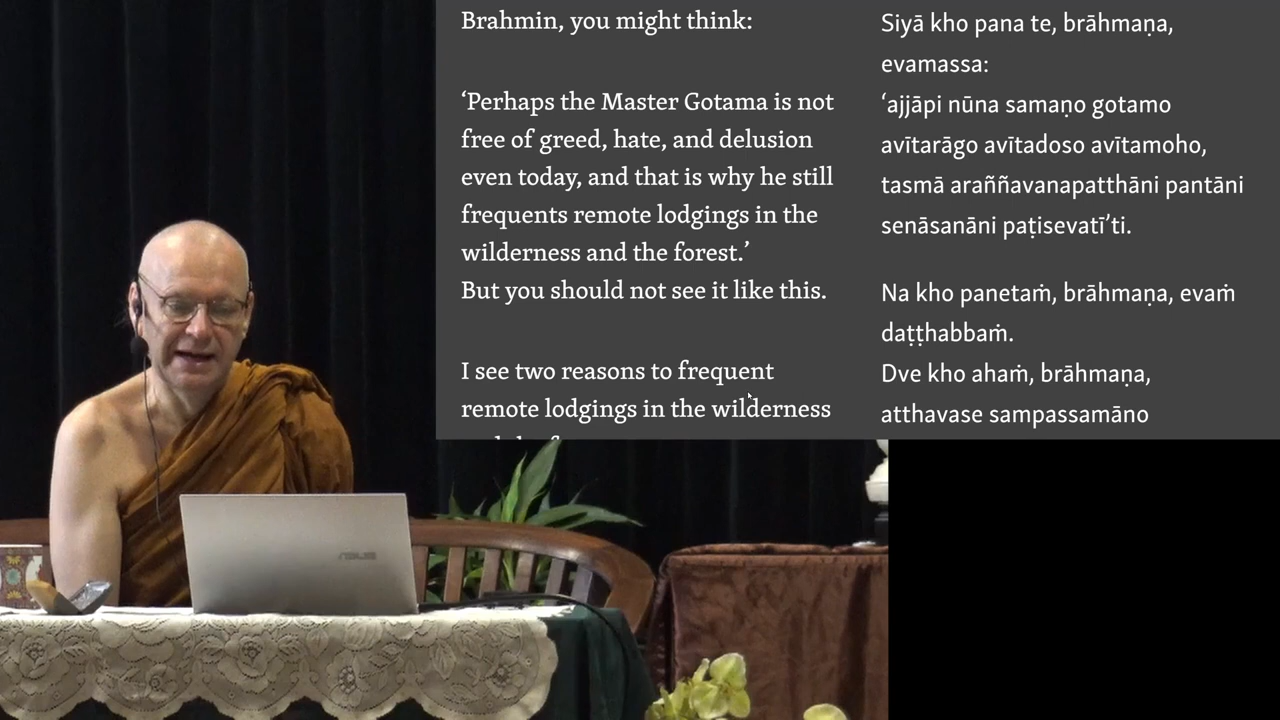 Brahmin, you might think:
‘Perhaps the Master Gotama is not
free of greed, hate, and delusion
even today, and that is why he still
frequents remote lodgings in the
wilderness and the forest.’
But you should not see it like this.
I see two reasons to frequent
remote lodgings in the wilderness
Siyā kho pana te, brāhmaṇa,
evamassa:
‘ajjāpi nūna samaṇo gotamo
avītarāgo avītadoso avītamoho,
tasmā araññavanapatthāni pantāni
senāsanāni paṭisevatī’ti.
Na kho panetaṁ, brāhmaṇa, evaṁ
daṭṭhabbaṁ.
Dve kho ahaṁ, brāhmaṇa,
atthavase sampassamāno
ASUS